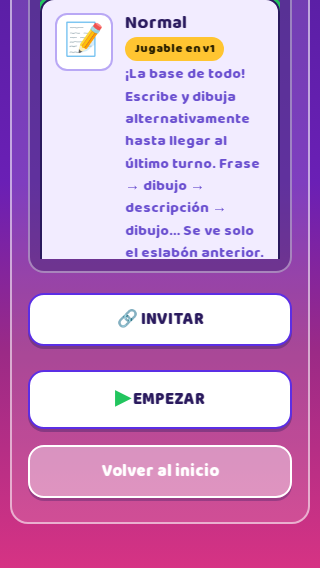 Normal
Jugable en v1
¡La base de todo!
Escribe y dibuja
alternativamente
hasta llegar al
último turno. Frase
→ dibujo →
descripción →
dibujo... Se ve solo
el eslabón anterior.
INVITAR
EMPEZAR
Volver al inicio